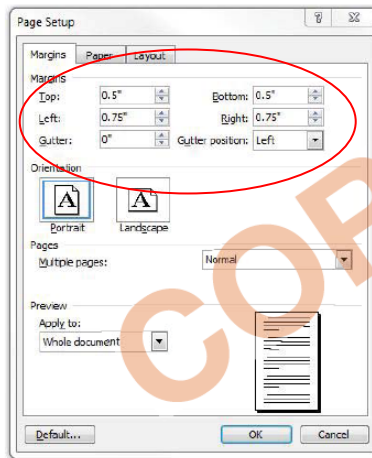 Page Setup
Margins Paper Layout
Margins
Top: 0.5" Bottom: 0.5"
Left: 0.75" Right: 0.75"
Gutter: 0" Gutter position: Left
Orientation
A A
Portrait Landscape
Pages
Multiple pages: Normal
Preview
Apply to:
Whole document
Default... OK Cancel
COP